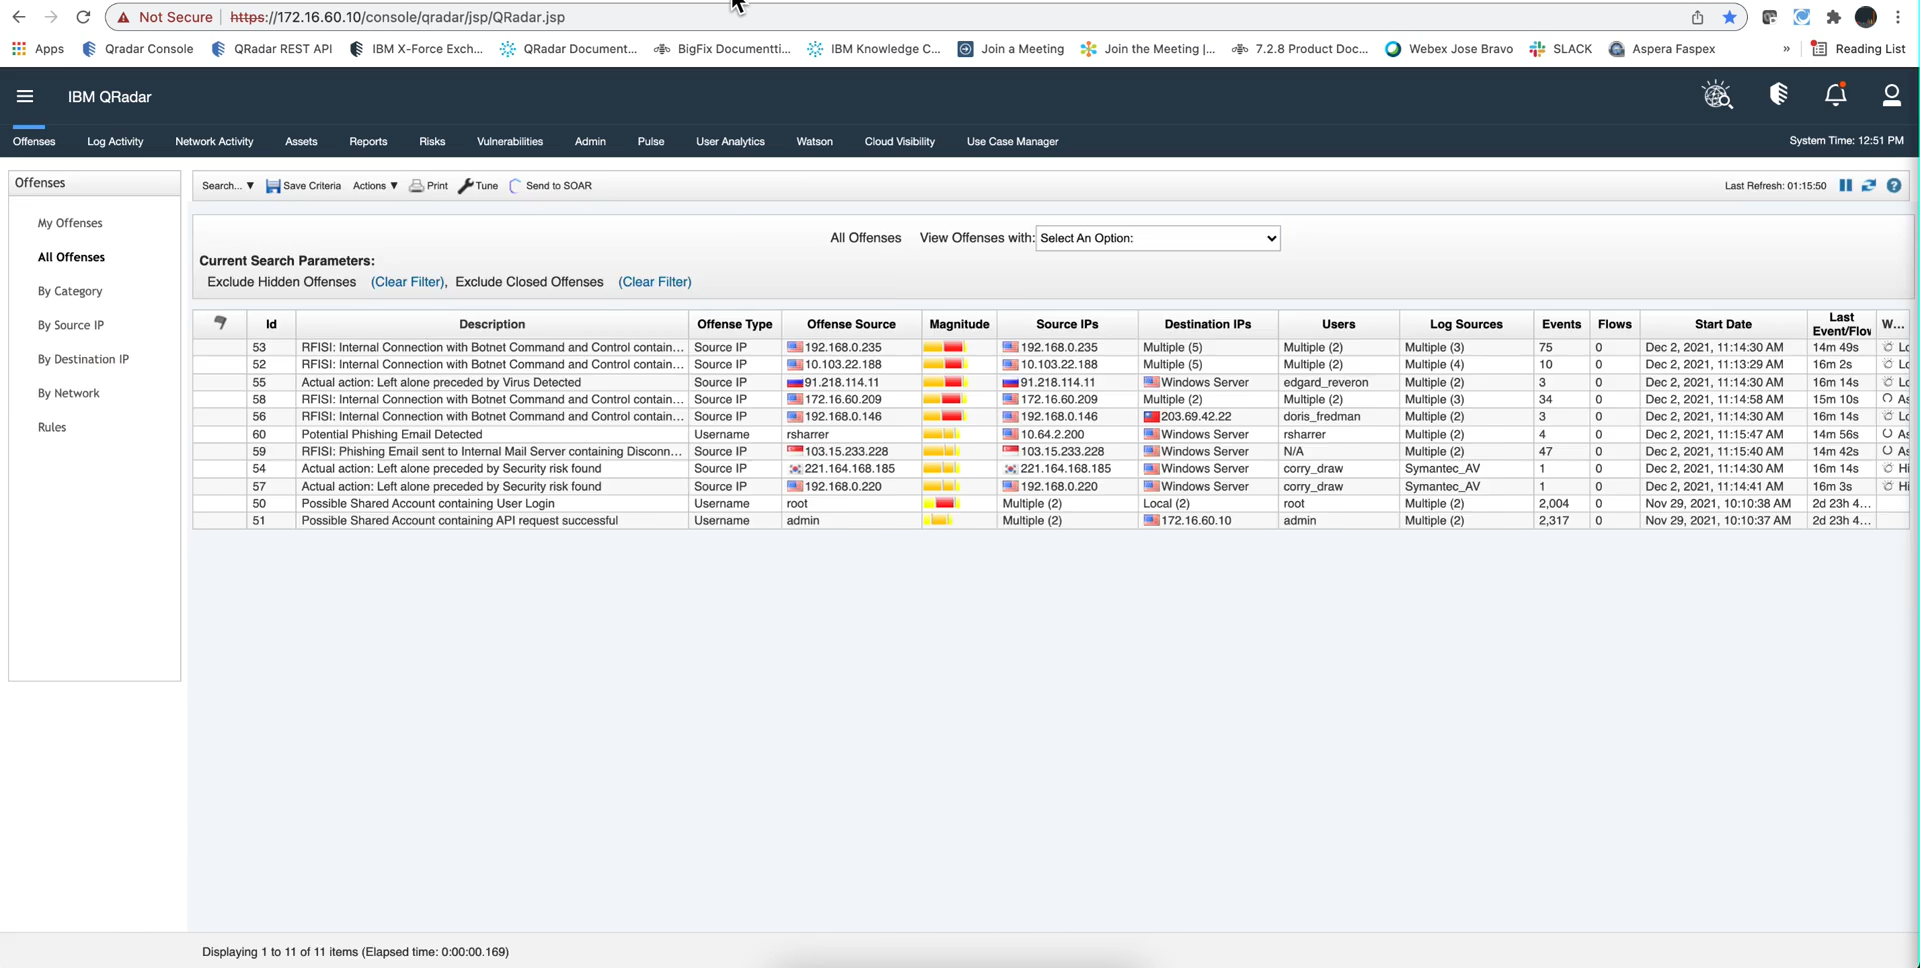 Not Secure https://172.16.60.10/console/qradar/jsp/QRadar.jsp
Apps Qradar Console QRadar REST API IBM X-Force Exch... QRadar Document... BigFix Documentti... IBM Knowledge C... Join a Meeting Join the Meeting |... 7.2.8 Product Doc... Webex Jose Bravo SLACK Aspera Faspex » Reading List
IBM QRadar
Offenses Log Activity Network Activity Assets Reports Risks Vulnerabilities Admin Pulse User Analytics Watson Cloud Visibility Use Case Manager System Time: 12:51 PM
Offenses
My Offenses
All Offenses
By Category
By Source IP
By Destination IP
By Network
Rules
Search... ▼ Save Criteria Actions ▼ Print Tune Send to SOAR Last Refresh: 01:15:50
All Offenses View Offenses with: Select An Option:
Current Search Parameters:
Exclude Hidden Offenses (Clear Filter), Exclude Closed Offenses (Clear Filter)
Id Description Offense Type Offense Source Magnitude Source IPs Destination IPs Users Log Sources Events Flows Start Date Last Event/Flow W...
53 RFISI: Internal Connection with Botnet Command and Control contain... Source IP 192.168.0.235 192.168.0.235 Multiple (5) Multiple (2) Multiple (3) 75 0 Dec 2, 2021, 11:14:30 AM 14m 49s Lo
52 RFISI: Internal Connection with Botnet Command and Control contain... Source IP 10.103.22.188 10.103.22.188 Multiple (5) Multiple (2) Multiple (4) 10 0 Dec 2, 2021, 11:13:29 AM 16m 2s Lo
55 Actual action: Left alone preceded by Virus Detected Source IP 91.218.114.11 91.218.114.11 Windows Server edgard_reveron Multiple (2) 3 0 Dec 2, 2021, 11:14:30 AM 16m 14s Lo
58 RFISI: Internal Connection with Botnet Command and Control contain... Source IP 172.16.60.209 172.16.60.209 Multiple (2) Multiple (2) Multiple (3) 34 0 Dec 2, 2021, 11:14:58 AM 15m 10s As
56 RFISI: Internal Connection with Botnet Command and Control contain... Source IP 192.168.0.146 192.168.0.146 203.69.42.22 doris_fredman Multiple (2) 3 0 Dec 2, 2021, 11:14:30 AM 16m 14s Lo
60 Potential Phishing Email Detected Username rsharrer 10.64.2.200 Windows Server rsharrer Multiple (2) 4 0 Dec 2, 2021, 11:15:47 AM 14m 56s As
59 RFISI: Phishing Email sent to Internal Mail Server containing Disconn... Source IP 103.15.233.228 103.15.233.228 Windows Server N/A Multiple (2) 47 0 Dec 2, 2021, 11:15:40 AM 14m 42s As
54 Actual action: Left alone preceded by Security risk found Source IP 221.164.168.185 221.164.168.185 Windows Server corry_draw Symantec_AV 1 0 Dec 2, 2021, 11:14:30 AM 16m 14s Hi
57 Actual action: Left alone preceded by Security risk found Source IP 192.168.0.220 192.168.0.220 Windows Server corry_draw Symantec_AV 1 0 Dec 2, 2021, 11:14:41 AM 16m 3s Hi
50 Possible Shared Account containing User Login Username root Multiple (2) Local (2) root Multiple (2) 2,004 0 Nov 29, 2021, 10:10:38 AM 2d 23h 4...
51 Possible Shared Account containing API request successful Username admin Multiple (2) 172.16.60.10 admin Multiple (2) 2,317 0 Nov 29, 2021, 10:10:37 AM 2d 23h 4...
Displaying 1 to 11 of 11 items (Elapsed time: 0:00:00.169)